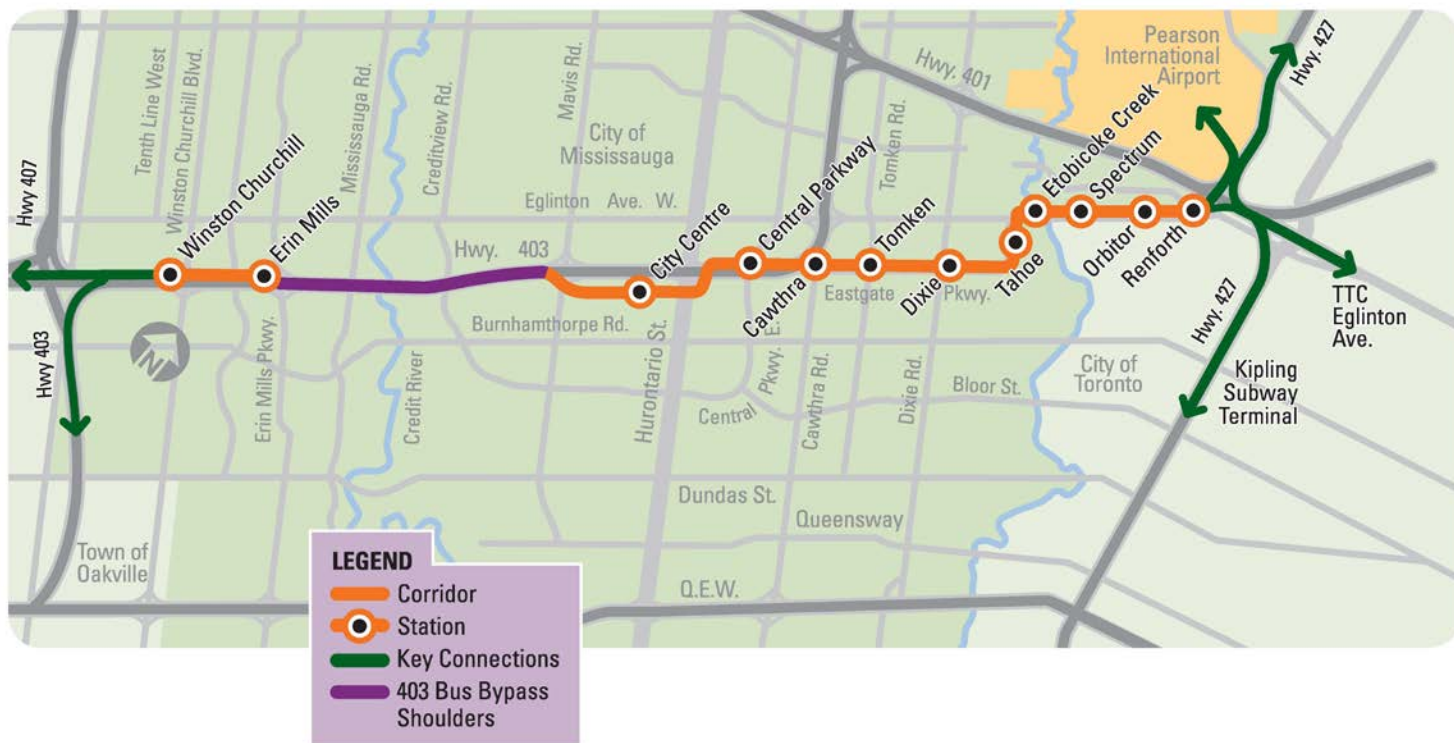 Pearson
International
Airport
Hwy. 427
Hwy. 401
Hwy 407
Tenth Line West
Winston Churchill Blvd.
Mississauga Rd.
Creditview Rd.
Mavis Rd.
City of
Mississauga
Tomken Rd.
Eglinton Ave. W.
Winston Churchill
Erin Mills
Hwy. 403
City Centre
Central Parkway
Cawthra
Tomken
Dixie
Tahoe
Etobicoke Creek
Spectrum
Orbitor
Renforth
Eastgate Pkwy.
Burnhamthorpe Rd.
Hwy 403
N
Erin Mills Pkwy.
Credit River
Hurontario St.
Central Pkwy. E.
Cawthra Rd.
Dixie Rd.
Bloor St.
City of
Toronto
Hwy. 427
TTC
Eglinton
Ave.
Kipling
Subway
Terminal
Dundas St.
Queensway
Q.E.W.
Town of
Oakville
LEGEND
Corridor
Station
Key Connections
403 Bus Bypass
Shoulders